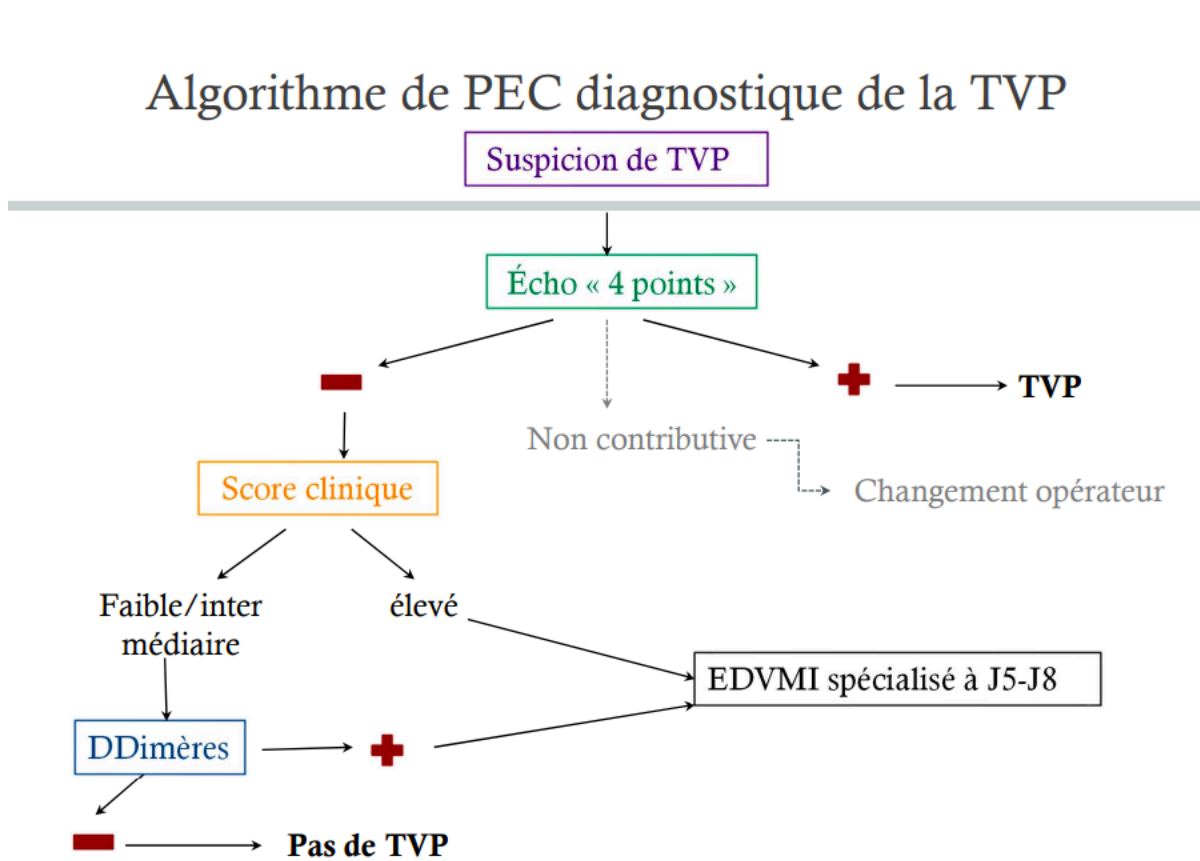 Algorithme de PEC diagnostique de la TVP
Suspicion de TVP
Écho « 4 points »
TVP
Non contributive
Changement opérateur
Score clinique
Faible/inter
médiaire
élevé
EDVMI spécialisé à J5-J8
DDimères
Pas de TVP